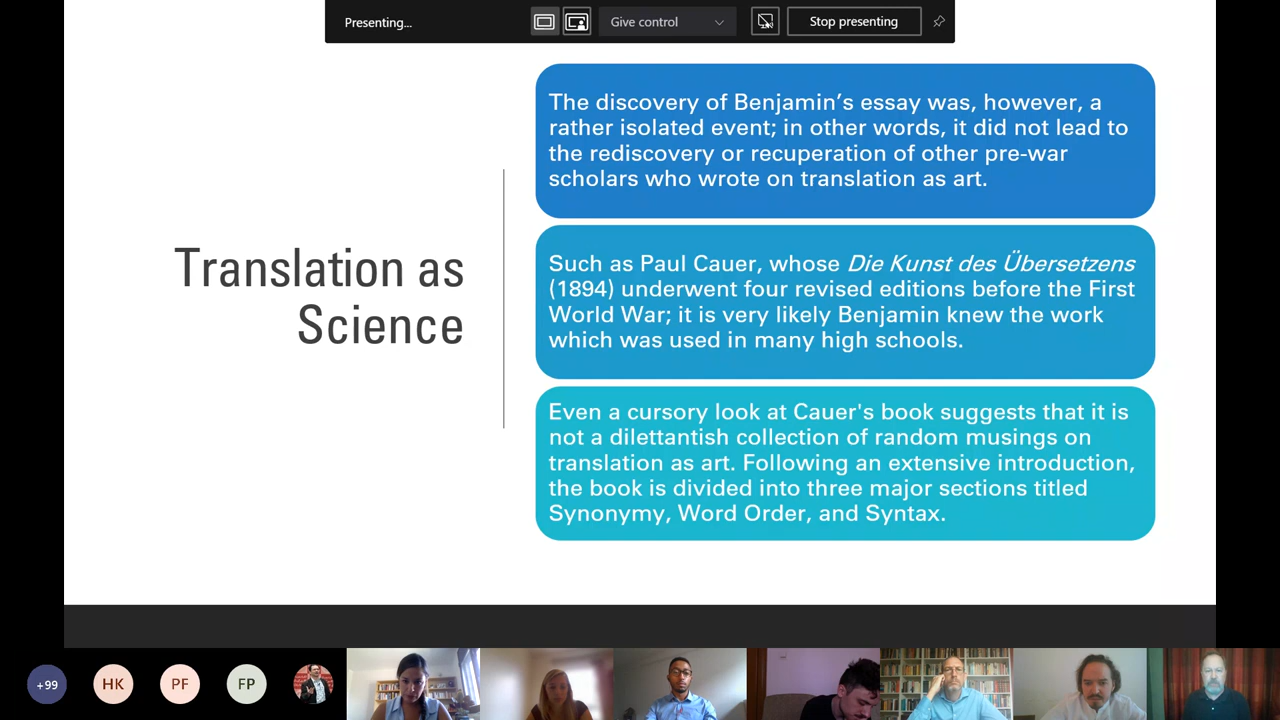 Presenting...
Give control
Stop presenting
Translation as
Science
The discovery of Benjamin’s essay was, however, a
rather isolated event; in other words, it did not lead to
the rediscovery or recuperation of other pre-war
scholars who wrote on translation as art.
Such as Paul Cauer, whose Die Kunst des Übersetzens
(1894) underwent four revised editions before the First
World War; it is very likely Benjamin knew the work
which was used in many high schools.
Even a cursory look at Cauer's book suggests that it is
not a dilettantish collection of random musings on
translation as art. Following an extensive introduction,
the book is divided into three major sections titled
Synonymy, Word Order, and Syntax.
+99
HK
PF
FP